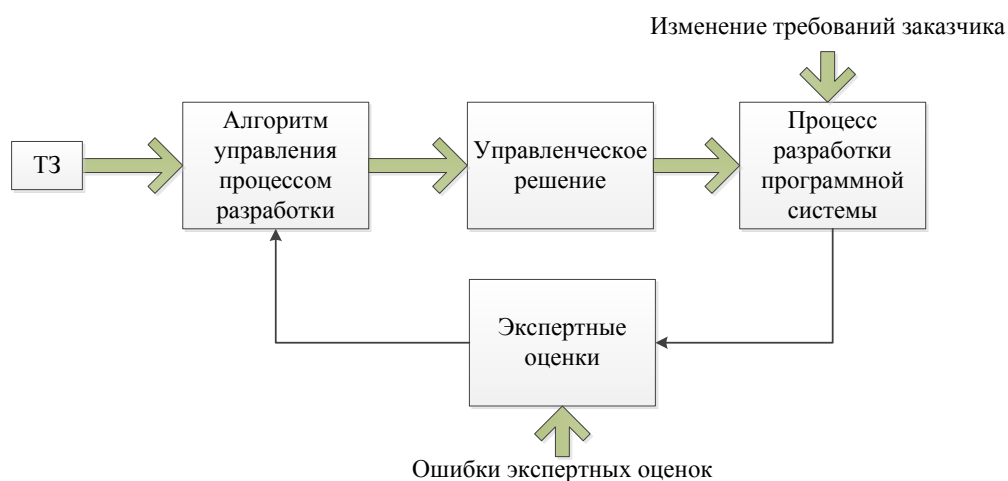 Изменение требований заказчика
ТЗ
Алгоритм
управления
процессом
разработки
Управленческое
решение
Процесс
разработки
программной
системы
Экспертные
оценки
Ошибки экспертных оценок